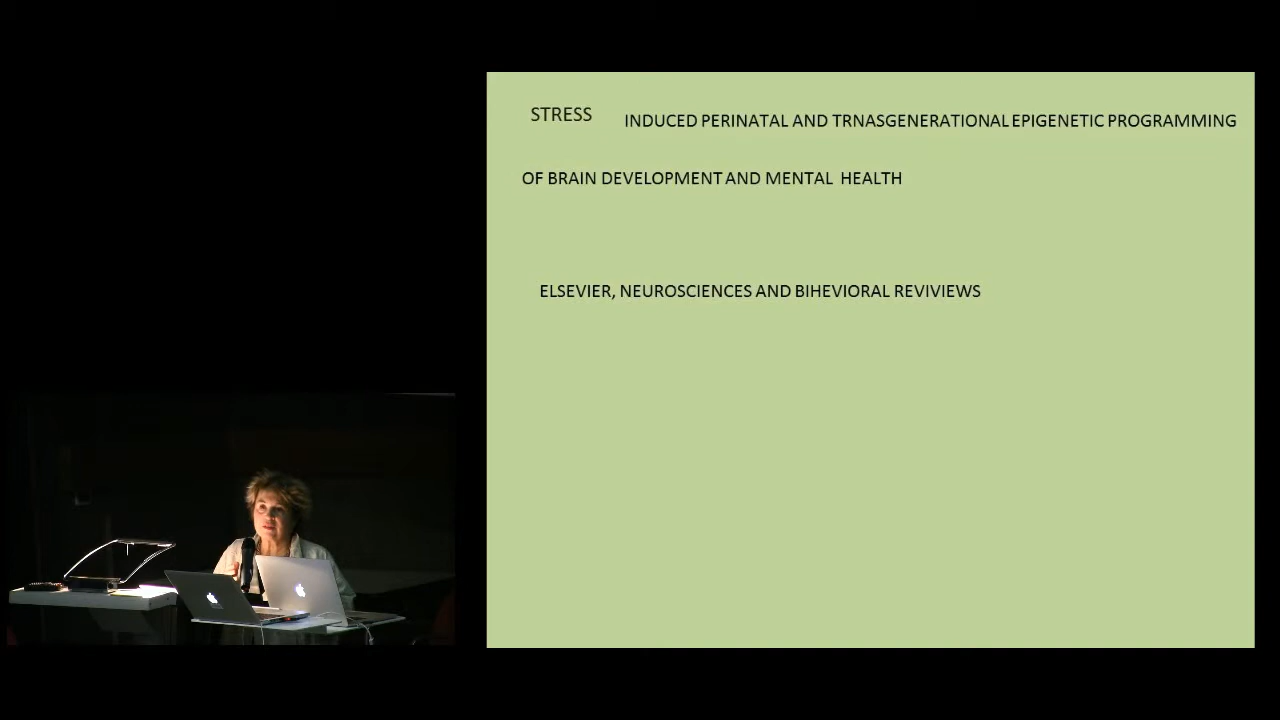 STRESS INDUCED PERINATAL AND TRNASGENERATIONAL EPIGENETIC PROGRAMMING
OF BRAIN DEVELOPMENT AND MENTAL HEALTH
ELSEVIER, NEUROSCIENCES AND BIHEVIORAL REVIVIEWS